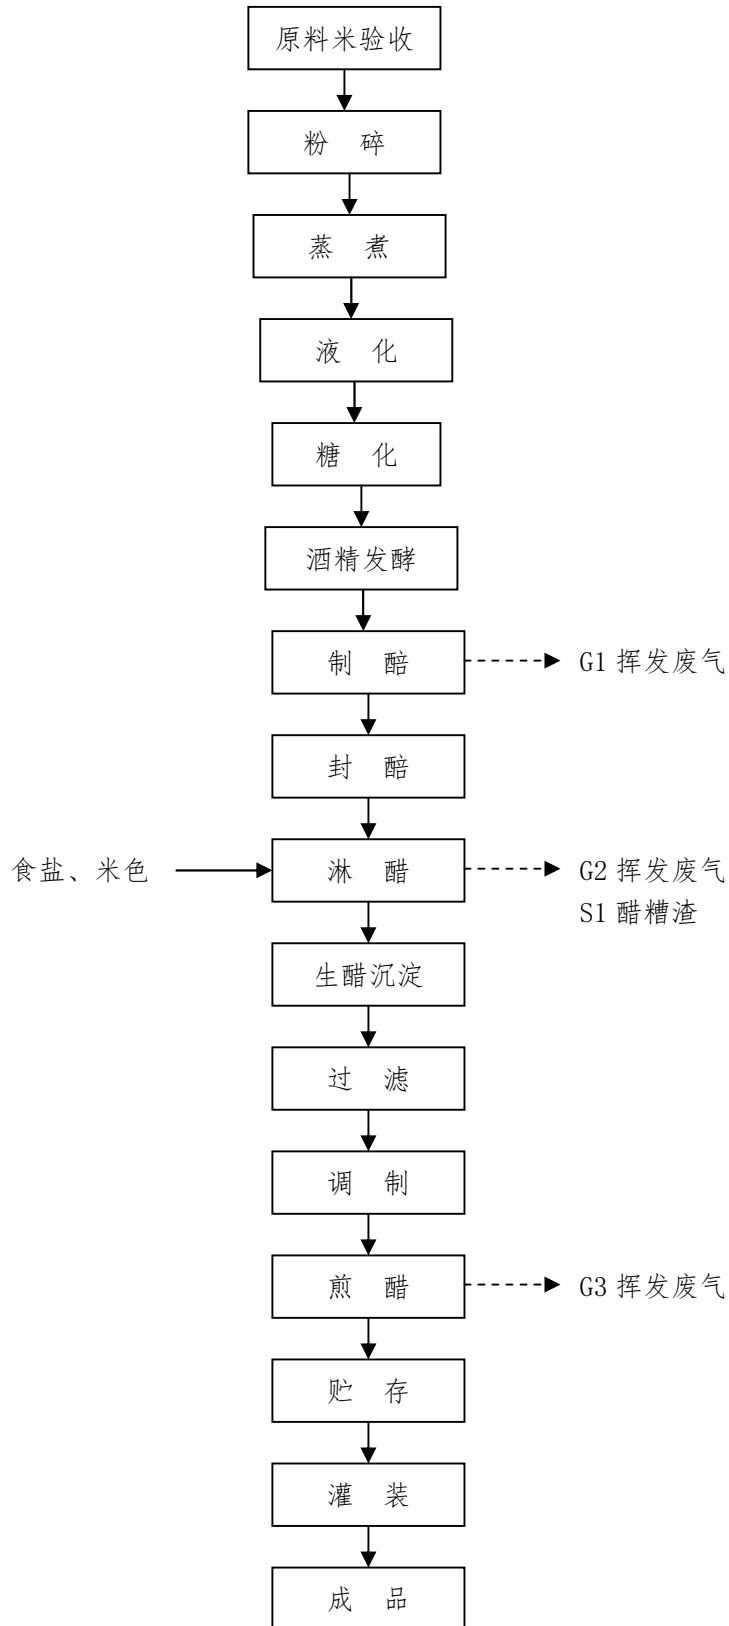 原料米验收
粉 碎
蒸 煮
液 化
糖 化
酒精发酵
制 醅
G1 挥发废气
封 醅
食盐、米色
淋 醋
G2 挥发废气
S1 醋糟渣
生醋沉淀
过 滤
调 制
煎 醋
G3 挥发废气
贮 存
灌 装
成 品